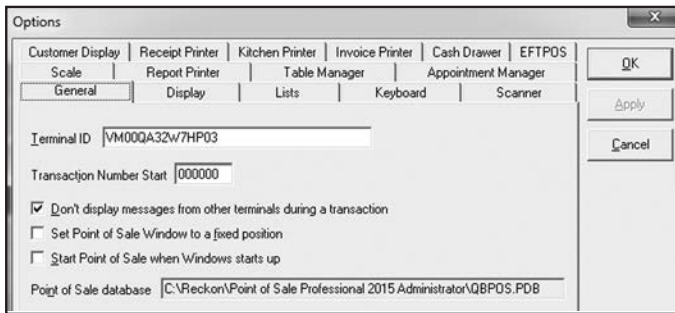 Options
Customer Display Receipt Printer Kitchen Printer Invoice Printer Cash Drawer EFTPOS
Scale Report Printer Table Manager Appointment Manager
General Display Lists Keyboard Scanner
OK
Apply
Cancel
Terminal ID VM00QA32W7HP03
Transaction Number Start 000000
Don't display messages from other terminals during a transaction
Set Point of Sale Window to a fixed position
Start Point of Sale when Windows starts up
Point of Sale database C:\Reckon\Point of Sale Professional 2015 Administrator\QBPOS.PDB